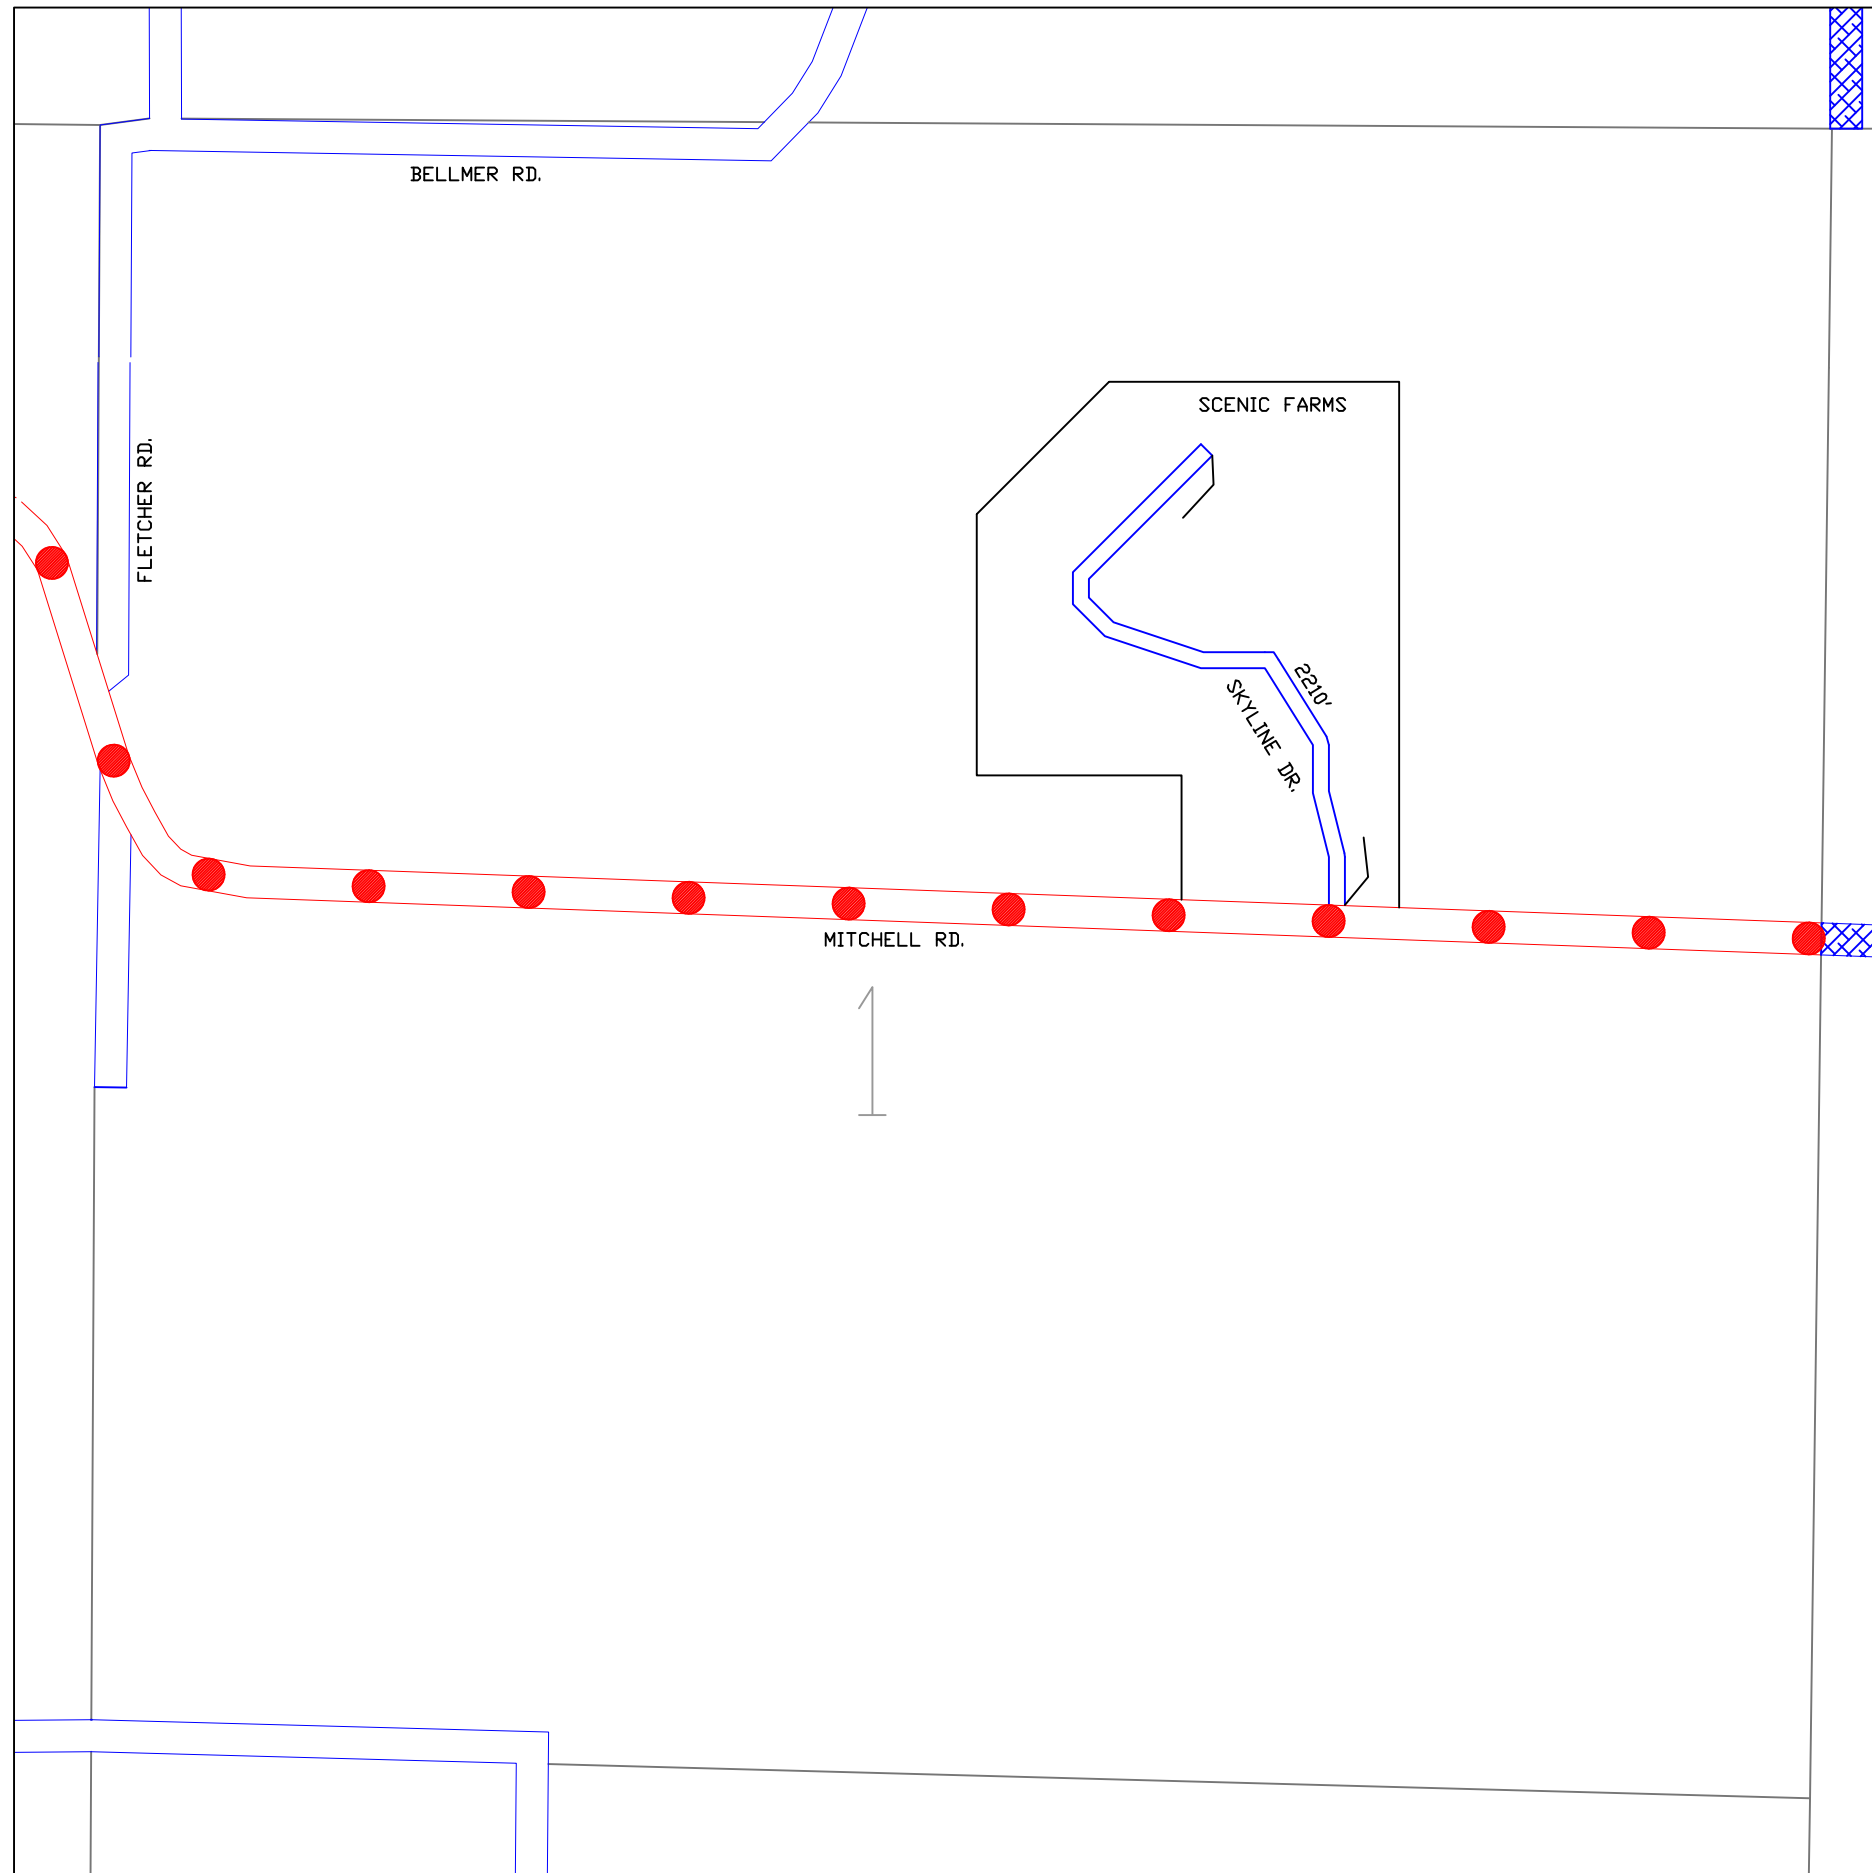 BELLMER RD.
SCENIC FARMS
FLETCHER RD.
2210'
SKYLINE DR.
MITCHELL RD.
1